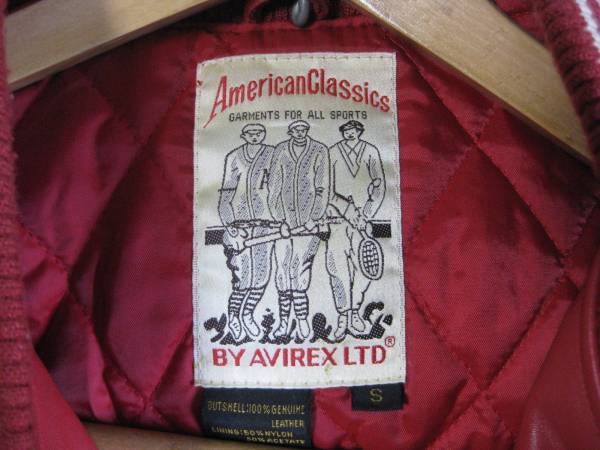 AmericanClassics
GARMENTS FOR ALL SPORTS
A
BY AVIREX LTD®
S
OUTSHELL:100% GENUINE
LEATHER
LINING:50% NYLON
50% ACETATE